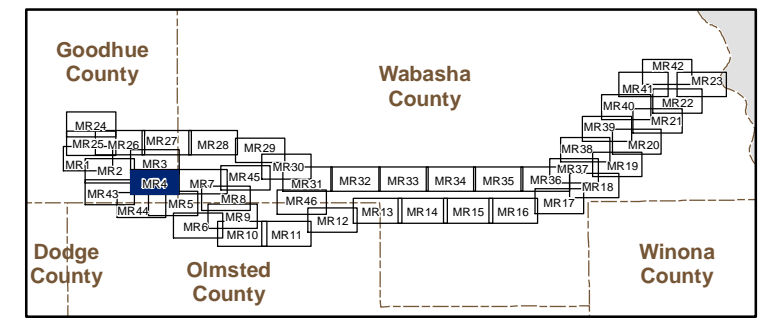 Goodhue
County
Wabasha
County
MR42
MR41
MR23
MR22
MR40
MR21
MR24
MR39
MR25
MR26
MR27
MR28
MR29
MR20
MR38
MR1
MR2
MR3
MR30
MR37
MR19
MR4
MR7
MR45
MR31
MR32
MR33
MR34
MR35
MR36
MR18
MR43
MR5
MR8
MR46
MR17
MR44
MR9
MR12
MR13
MR14
MR15
MR16
MR6
MR10
MR11
Dodge
County
Olmsted
County
Winona
County